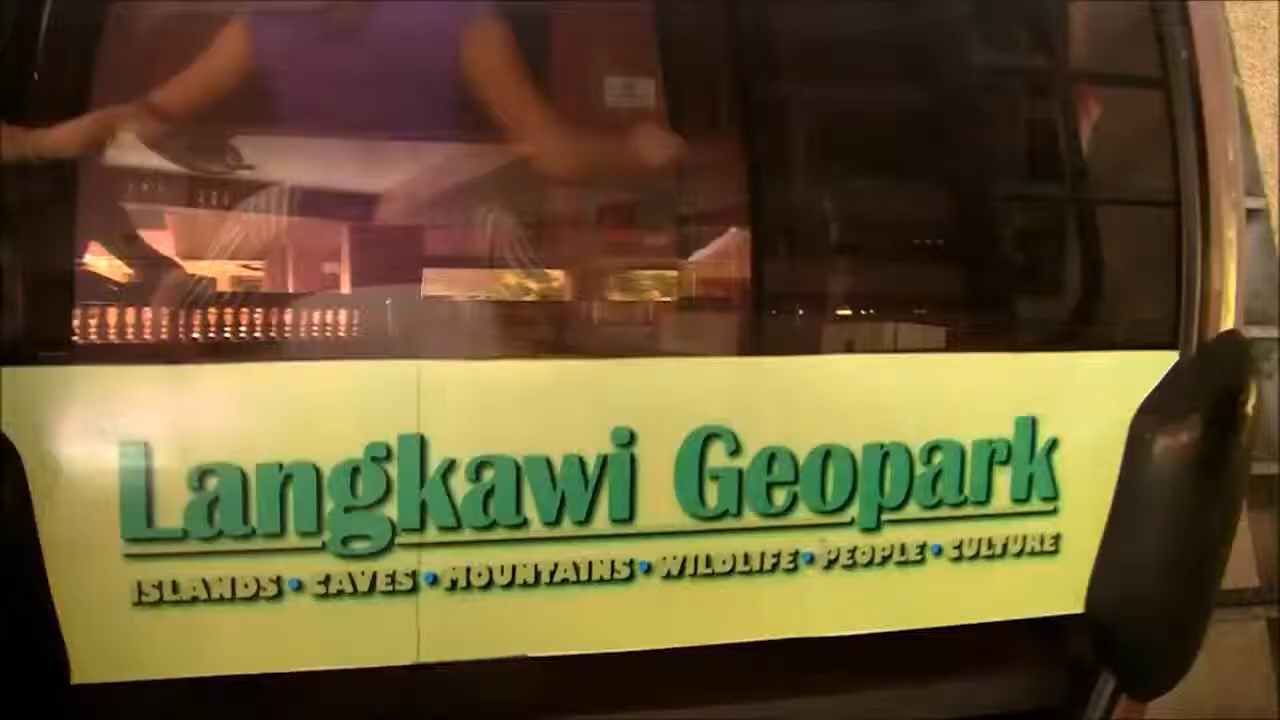 Langkawi Geopark
ISLANDS • CAVES • MOUNTAINS • WILDLIFE • PEOPLE • CULTURE